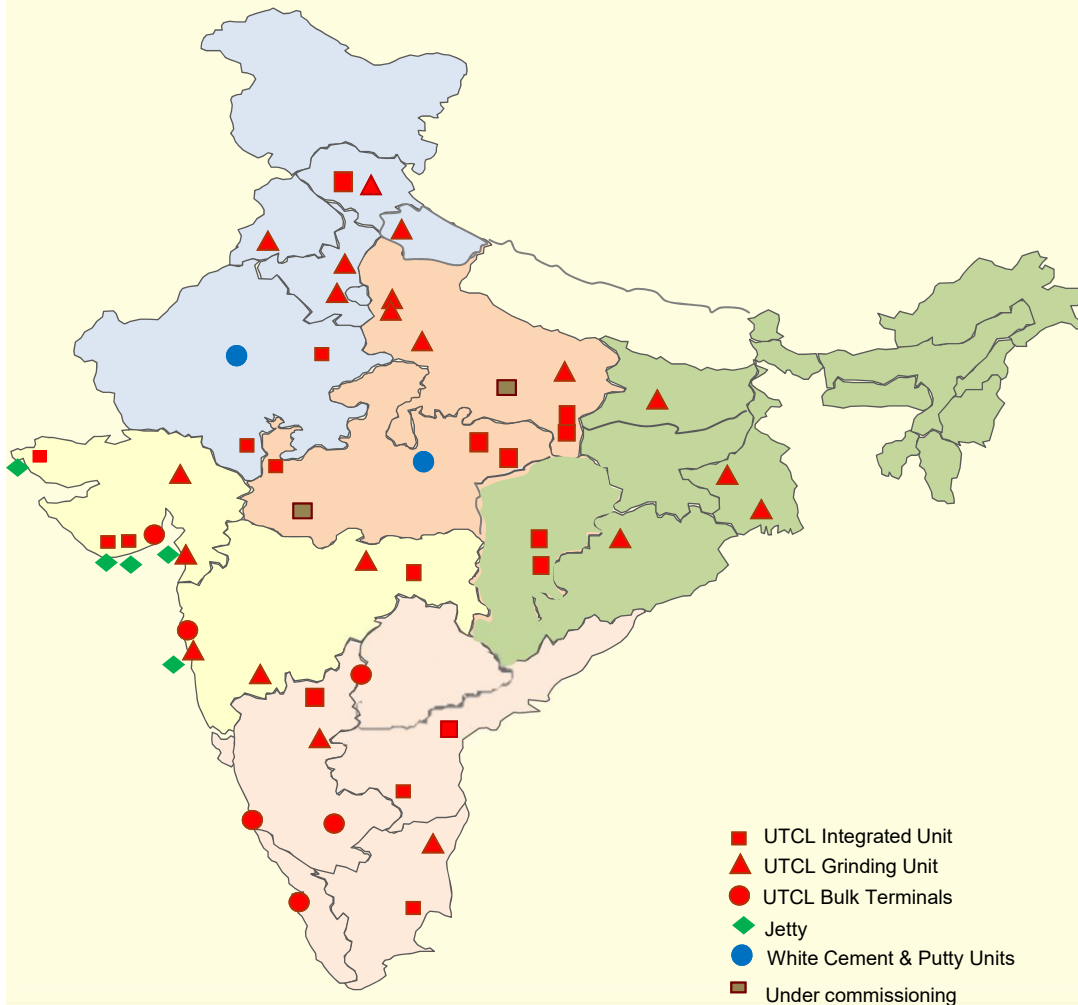 UTCL Integrated Unit
UTCL Grinding Unit
UTCL Bulk Terminals
Jetty
White Cement & Putty Units
Under commissioning